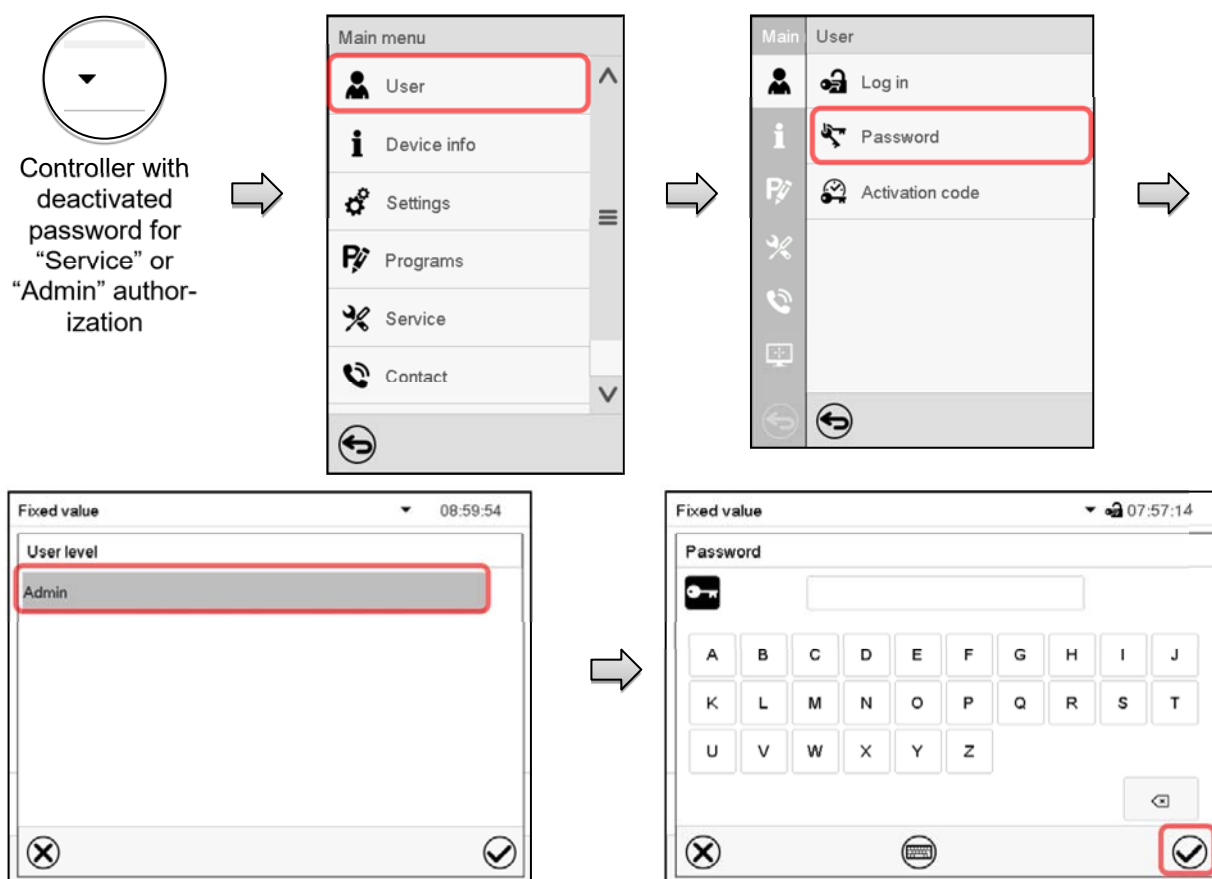 Controller with
deactivated
password for
“Service” or
“Admin” author-
ization
Main menu
User
Device info
Settings
Programs
Service
Contact
Main
User
Log in
Password
Activation code
Fixed value 08:59:54
User level
Admin
Fixed value 07:57:14
Password
A B C D E F G H I J
K L M N O P Q R S T
U V W X Y Z